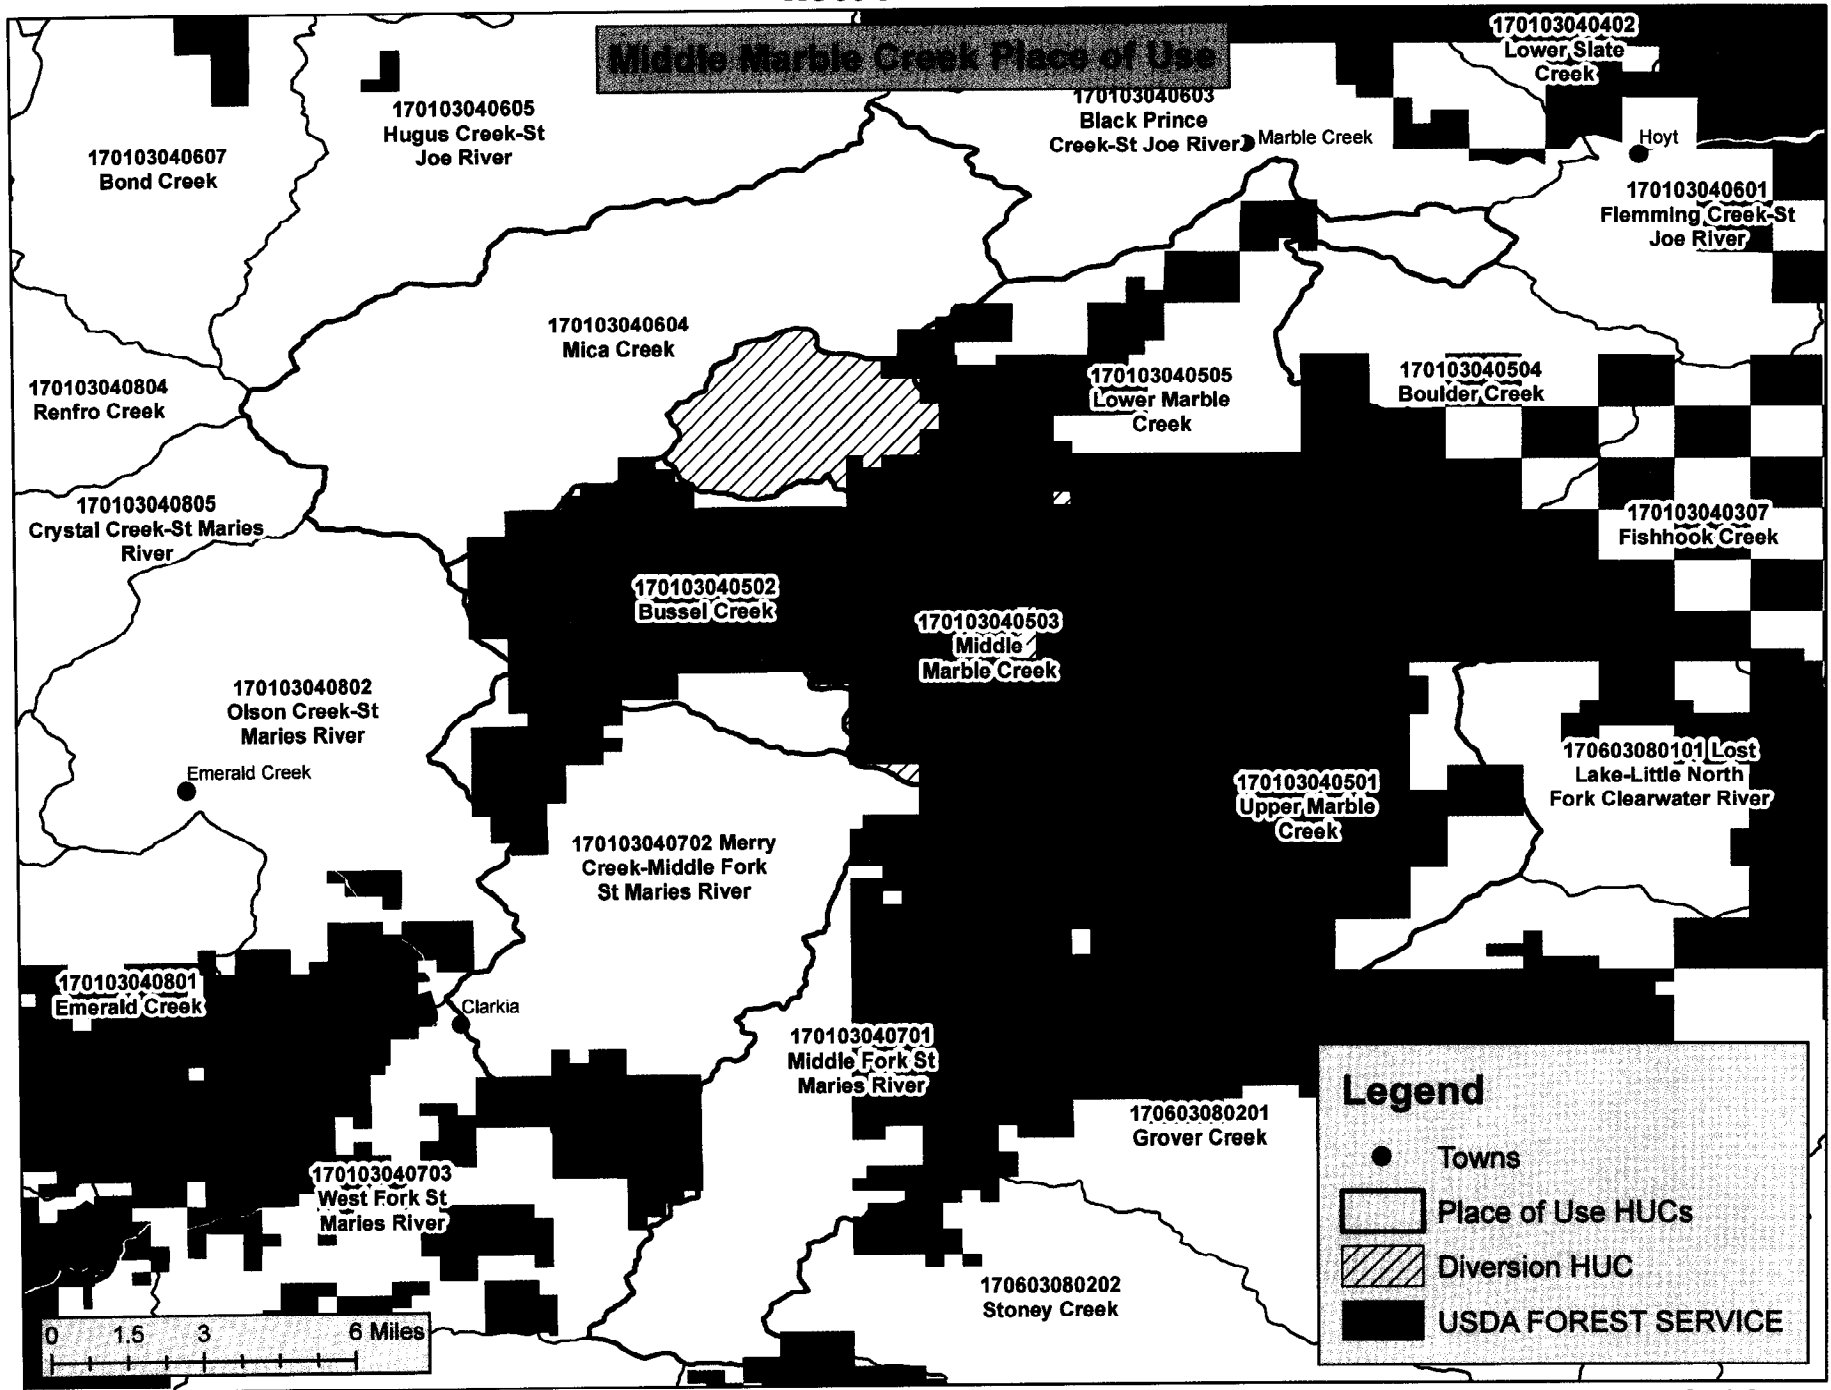 Middle Marble Creek Place of Use
170103040402
Lower Slate
Creek
170103040605
Hugus Creek-St
Joe River
170103040603
Black Prince
Creek-St Joe River
Marble Creek
Hoyt
170103040607
Bond Creek
170103040601
Flemming Creek-St
Joe River
170103040604
Mica Creek
170103040804
Renfro Creek
170103040505
Lower Marble
Creek
170103040504
Boulder Creek
170103040805
Crystal Creek-St Maries
River
170103040307
Fishhook Creek
170103040502
Bussel Creek
170103040503
Middle
Marble Creek
170103040802
Olson Creek-St
Maries River
Emerald Creek
170603080101 Lost
Lake-Little North
Fork Clearwater River
170103040501
Upper Marble
Creek
170103040702 Merry
Creek-Middle Fork
St Maries River
170103040801
Emerald Creek
Clarkia
170103040701
Middle Fork St
Maries River
170603080201
Grover Creek
170103040703
West Fork St
Maries River
170603080202
Stoney Creek
Legend
Towns
Place of Use HUCs
Diversion HUC
USDA FOREST SERVICE
0 1.5 3 6 Miles